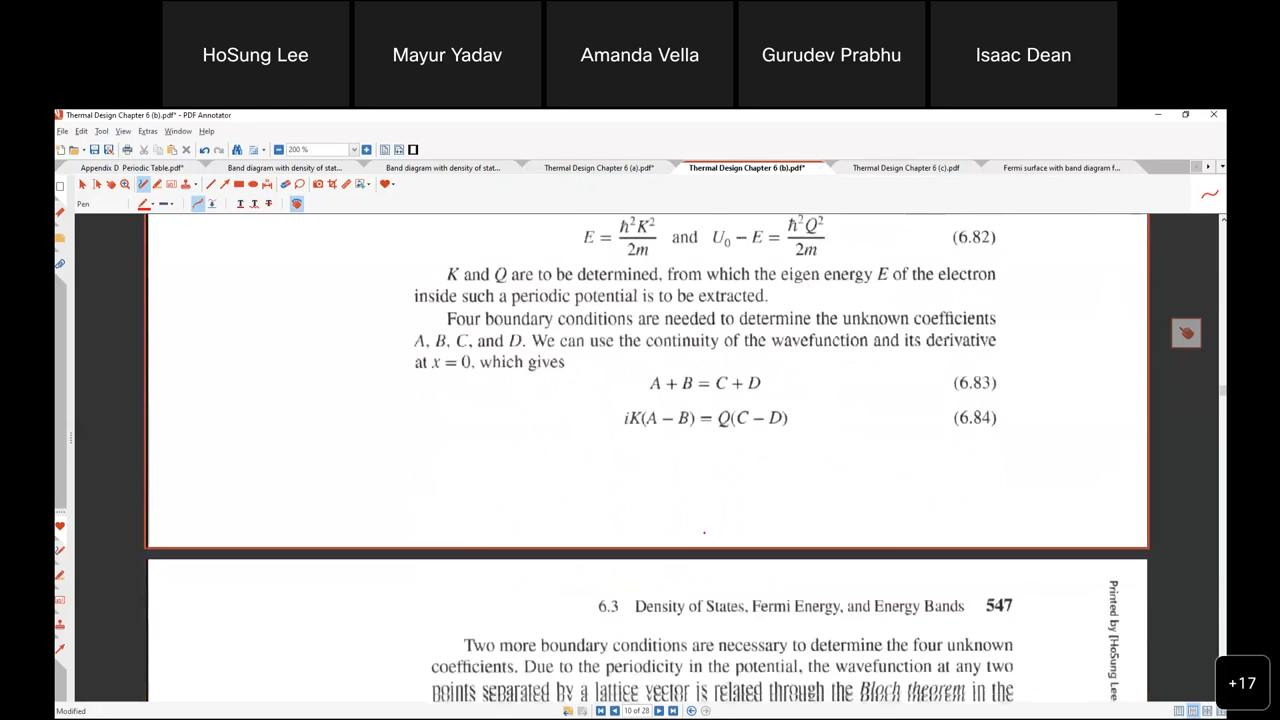 HoSung Lee
Mayur Yadav
Amanda Vella
Gurudev Prabhu
Isaac Dean
Thermal Design Chapter 6 (b).pdf* - PDF Annotator
File Edit Tool View Extras Window Help
200 %
Appendix D Periodic Table.pdf*
Band diagram with density of stat...
Band diagram with density of stat...
Thermal Design Chapter 6 (a).pdf*
Thermal Design Chapter 6 (b).pdf*
Thermal Design Chapter 6 (c).pdf
Fermi surface with band diagram f...
Pen
E = ħ²K²/2m and U₀ − E = ħ²Q²/2m (6.82)
K and Q are to be determined, from which the eigen energy E of the electron
inside such a periodic potential is to be extracted.
Four boundary conditions are needed to determine the unknown coefficients
A, B, C, and D. We can use the continuity of the wavefunction and its derivative
at x = 0, which gives
A + B = C + D (6.83)
iK(A − B) = Q(C − D) (6.84)
6.3 Density of States, Fermi Energy, and Energy Bands 547
Two more boundary conditions are necessary to determine the four unknown
coefficients. Due to the periodicity in the potential, the wavefunction at any two
points separated by a lattice vector is related through the Bloch theorem in the
Printed by [HoSung Lee
+17
Modified
10 of 28